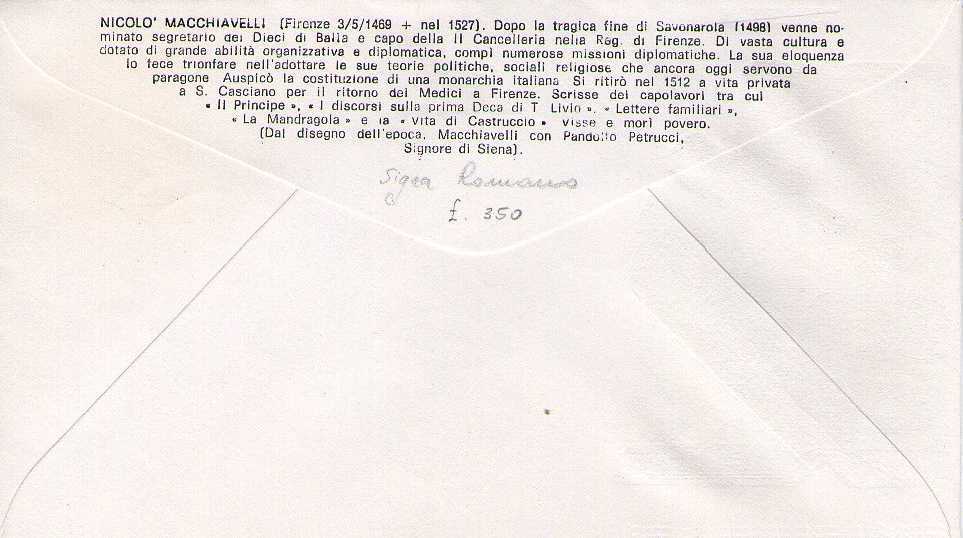 NICOLO' MACCHIAVELLI (Firenze 3/5/1469 + nel 1527). Dopo la tragica fine di Savonarola (1498) venne no-
minato segretario dei Dieci di Balia e capo della II Cancelleria nella Rag. di Firenze. Di vasta cultura e
dotato di grande abilità organizzativa e diplomatica, compì numerose missioni diplomatiche. La sua eloquenza
lo fece trionfare nell'adottare le sue teorie politiche, sociali religiose che ancora oggi servono da
paragone Auspicò la costituzione di una monarchia italiana. Si ritirò nel 1512 a vita privata
a S. Casciano per il ritorno dei Medici a Firenze. Scrisse dei capolavori tra cui
« Il Principe », « I discorsi sulla prima Deca di T Livio », « Lettere familiari »,
« La Mandragola » e la « vita di Castruccio » visse e morì povero.
(Dal disegno dell'epoca, Macchiavelli con Pandolfo Petrucci,
Signore di Siena).
Romano
£. 350